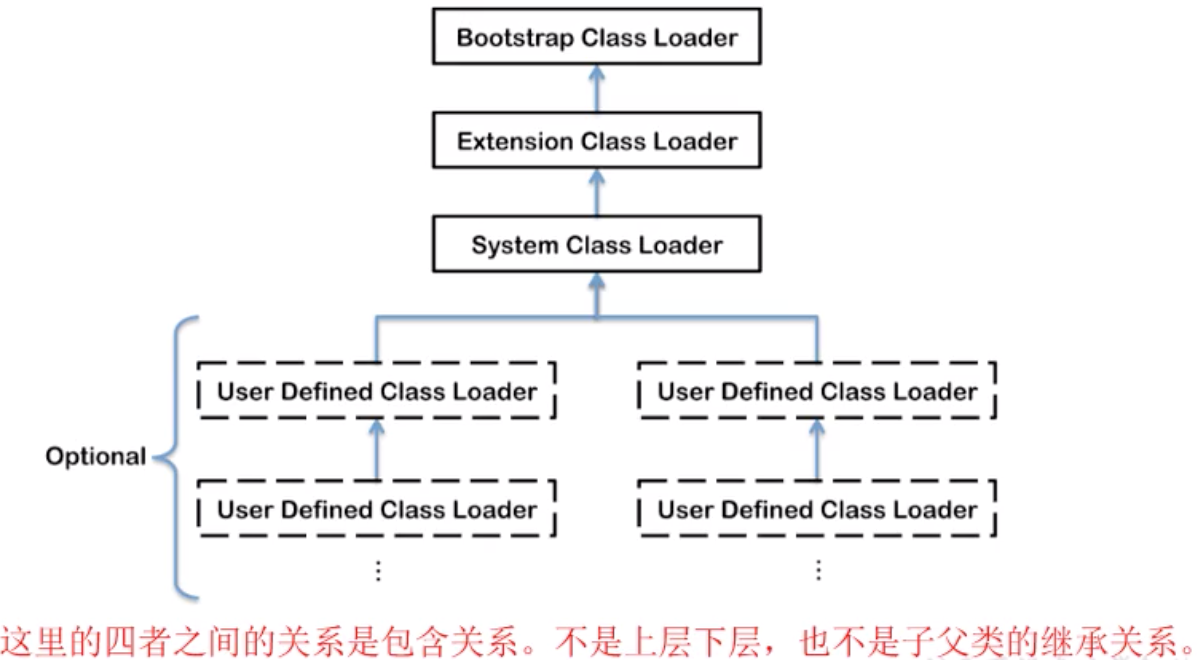 Bootstrap Class Loader
Extension Class Loader
System Class Loader
User Defined Class Loader User Defined Class Loader
Optional
User Defined Class Loader User Defined Class Loader
⋮ ⋮
这里的四者之间的关系是包含关系。不是上层下层，也不是子父类的继承关系。